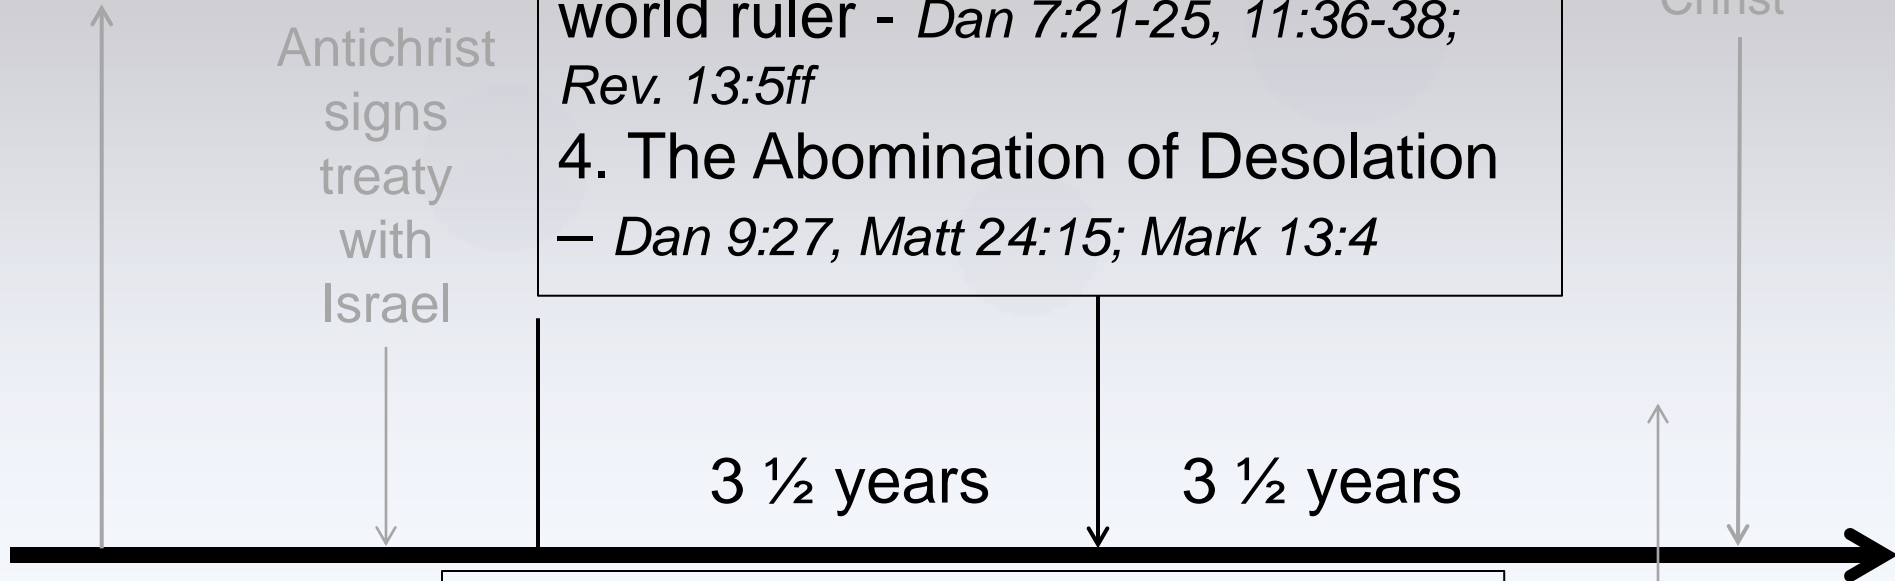 Antichrist
signs
treaty
with
Israel
world ruler - Dan 7:21-25, 11:36-38;
Rev. 13:5ff
4. The Abomination of Desolation
– Dan 9:27, Matt 24:15; Mark 13:4
Christ
3 ½ years
3 ½ years